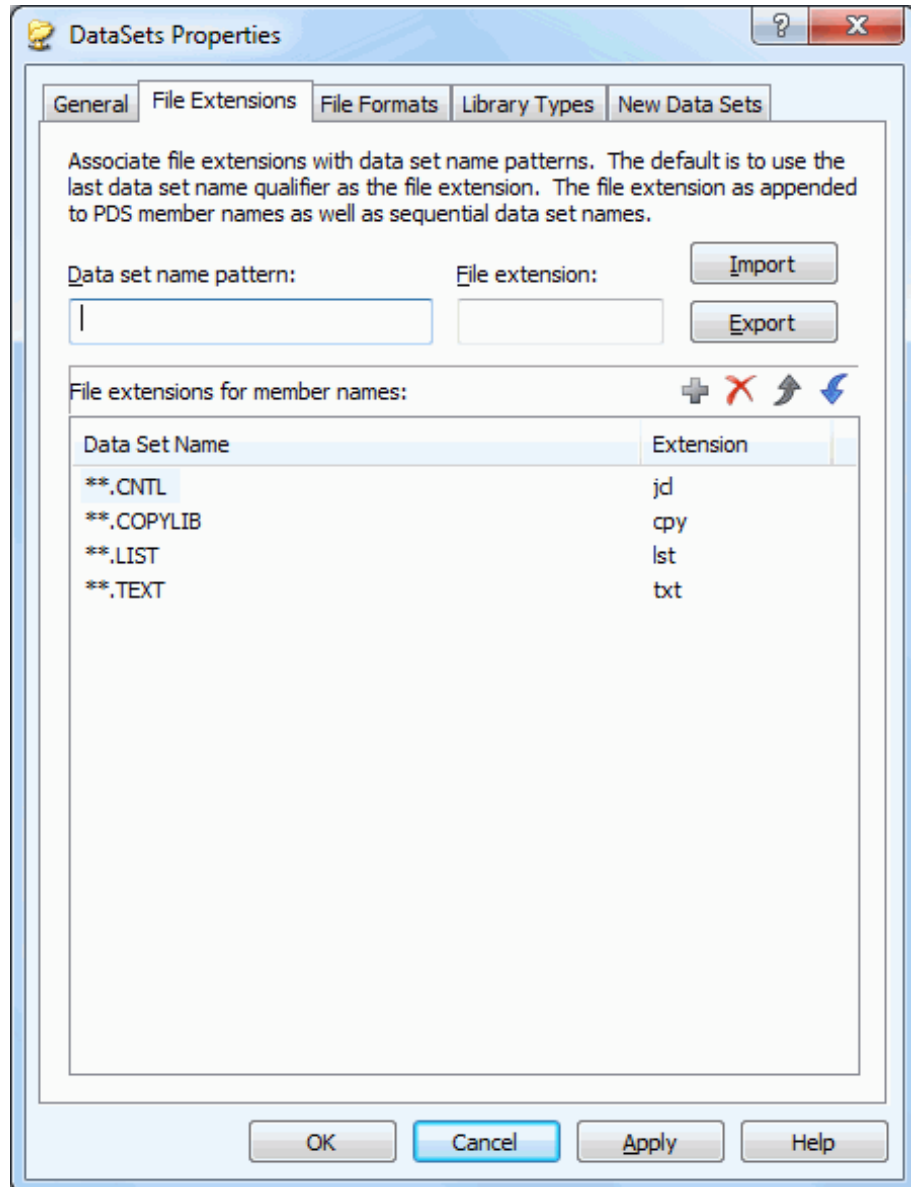 DataSets Properties
General File Extensions File Formats Library Types New Data Sets
Associate file extensions with data set name patterns. The default is to use the
last data set name qualifier as the file extension. The file extension as appended
to PDS member names as well as sequential data set names.
Data set name pattern: File extension: Import
Export
File extensions for member names:
Data Set Name Extension
**.CNTL jcl
**.COPYLIB cpy
**.LIST lst
**.TEXT txt
OK Cancel Apply Help